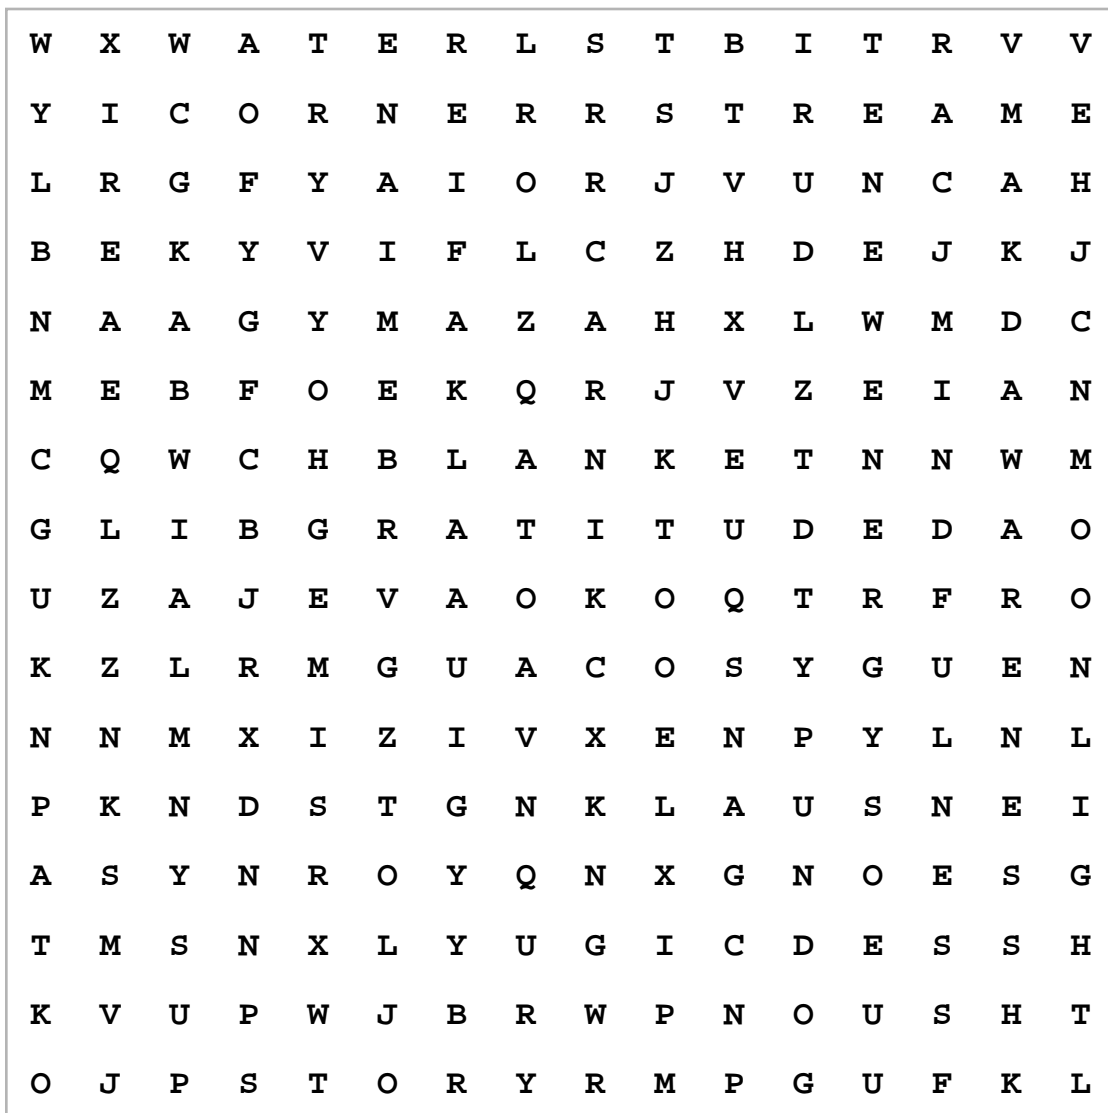 W X W A T E R L S T B I T R V V
Y I C O R N E R R S T R E A M E
L R G F Y A I O R J V U N C A H
B E K Y V I F L C Z H D E J K J
N A A G Y M A Z A H X L W M D C
M E B F O E K Q R J V Z E I A N
C Q W C H B L A N K E T N N W M
G L I B G R A T I T U D E D A O
U Z A J E V A O K O Q T R F R O
K Z L R M G U A C O S Y G U E N
N N M X I Z I V X E N P Y L N L
P K N D S T G N K L A U S N E I
A S Y N R O Y Q N X G N O E S G
T M S N X L Y U G I C D E S S H
K V U P W J B R W P N O U S H T
O J P S T O R Y R M P G U F K L